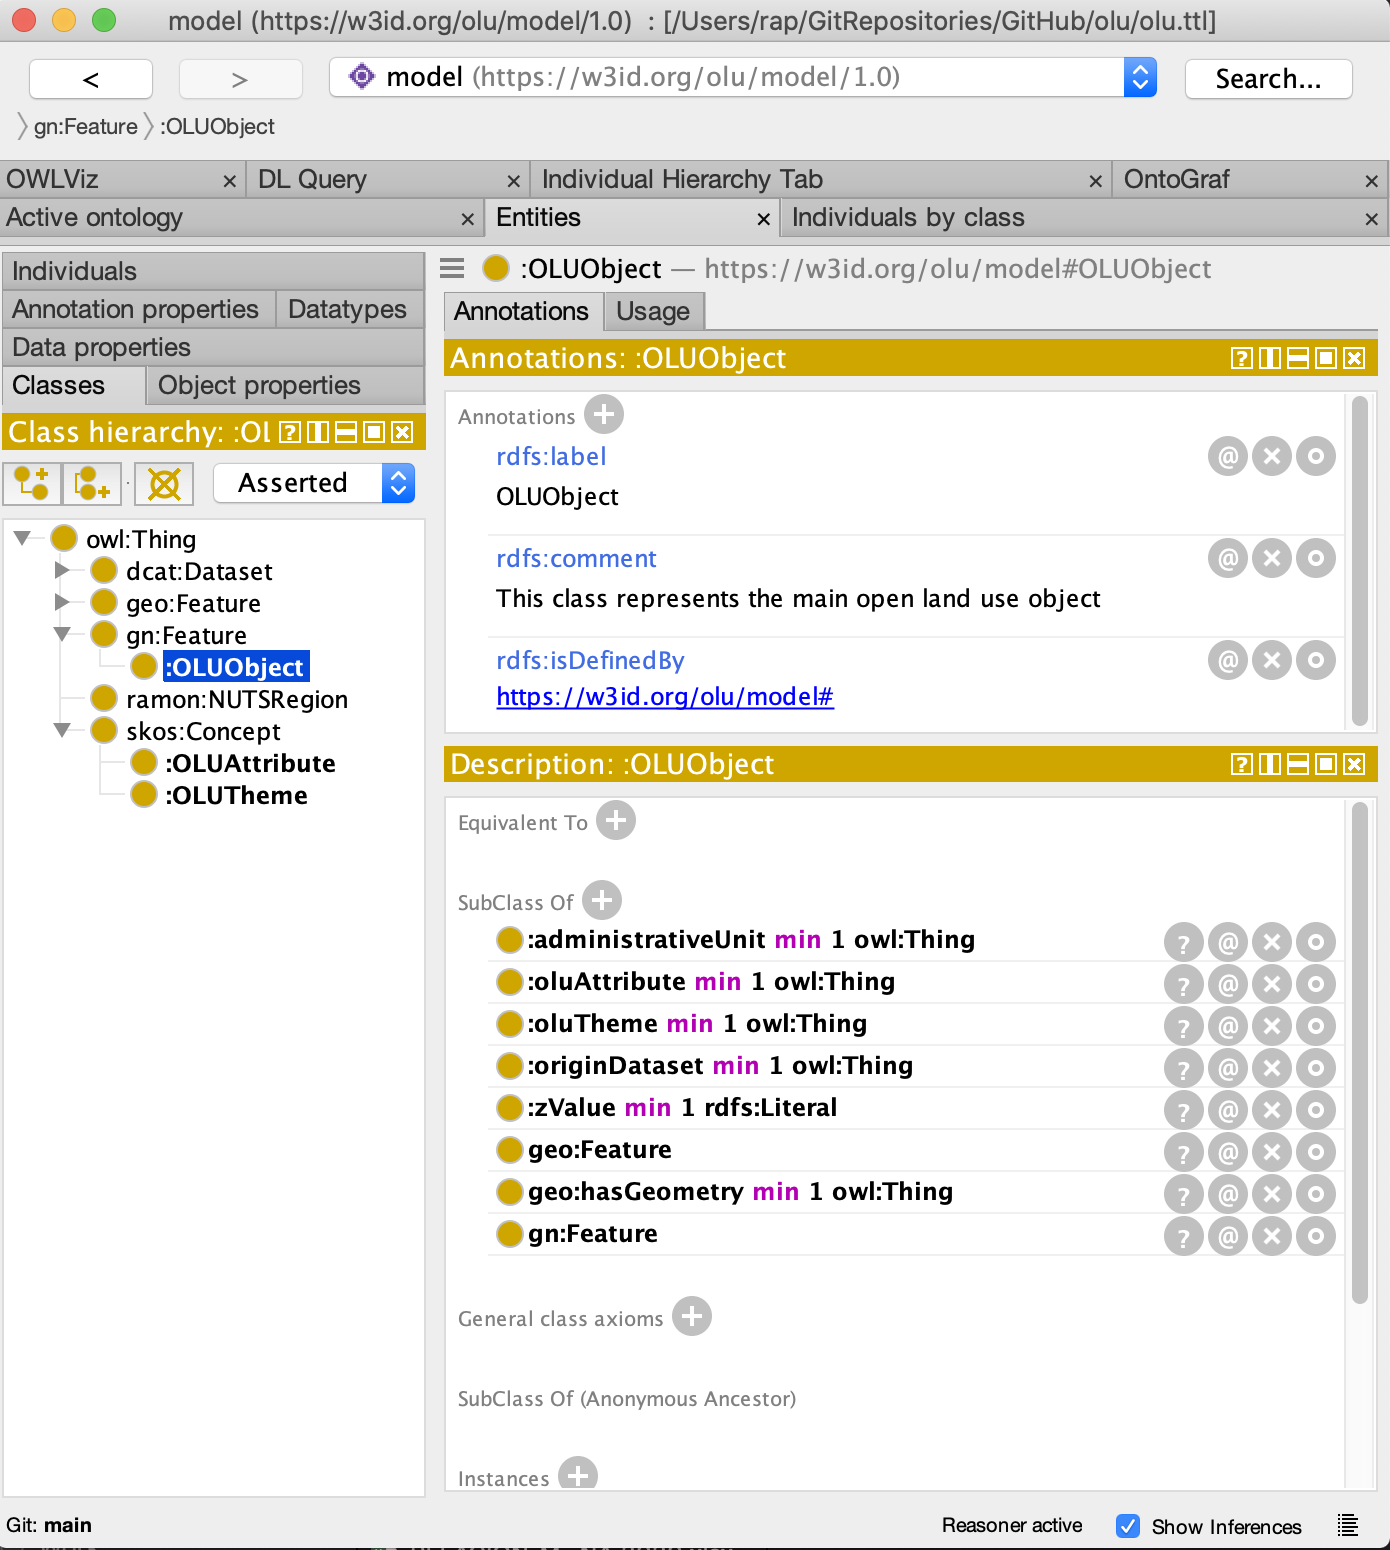 model (https://w3id.org/olu/model/1.0)  : [/Users/rap/GitRepositories/GitHub/olu/olu.ttl]
< > model (https://w3id.org/olu/model/1.0) Search...
gn:Feature :OLUObject
OWLViz × DL Query × Individual Hierarchy Tab × OntoGraf ×
Active ontology × Entities × Individuals by class ×
Individuals
Annotation properties Datatypes
Data properties
Classes Object properties
Class hierarchy: :OL
Asserted
owl:Thing
dcat:Dataset
geo:Feature
gn:Feature
:OLUObject
ramon:NUTSRegion
skos:Concept
:OLUAttribute
:OLUTheme
:OLUObject — https://w3id.org/olu/model#OLUObject
Annotations Usage
Annotations: :OLUObject
Annotations
rdfs:label
OLUObject
rdfs:comment
This class represents the main open land use object
rdfs:isDefinedBy
https://w3id.org/olu/model#
Description: :OLUObject
Equivalent To
SubClass Of
:administrativeUnit min 1 owl:Thing
:oluAttribute min 1 owl:Thing
:oluTheme min 1 owl:Thing
:originDataset min 1 owl:Thing
:zValue min 1 rdfs:Literal
geo:Feature
geo:hasGeometry min 1 owl:Thing
gn:Feature
General class axioms
SubClass Of (Anonymous Ancestor)
Instances
Git: main
Reasoner active Show Inferences